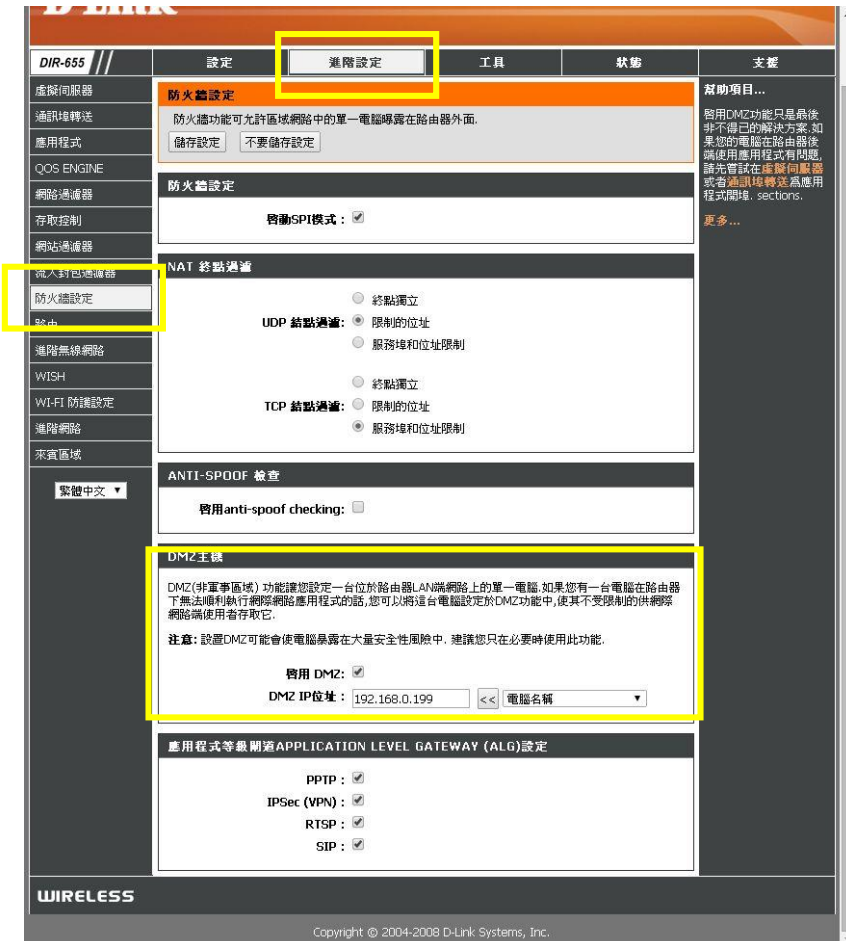 D-Link
DIR-655
設定
進階設定
工具
狀態
支援
虛擬伺服器
通訊埠轉送
應用程式
QOS ENGINE
網路過濾器
存取控制
網站過濾器
流入封包過濾器
防火牆設定
路由
進階無線網路
WISH
WI-FI 防護設定
進階網路
來賓區域
繁體中文
防火牆設定
防火牆功能可允許區域網路中的單一電腦曝露在路由器外面.
儲存設定 不要儲存設定
防火牆設定
啓動SPI模式 :
NAT 終點過濾
終點獨立
UDP 結點過濾: 限制的位址
服務埠和位址限制
終點獨立
TCP 結點過濾: 限制的位址
服務埠和位址限制
ANTI-SPOOF 檢查
啓用anti-spoof checking:
DMZ主機
DMZ(非軍事區域) 功能讓您設定一台位於路由器LAN端網路上的單一電腦.如果您有一台電腦在路由器
下無法順利執行網際網路應用程式的話,您可以將這台電腦設定於DMZ功能中,使其不受限制的供網際
網路端使用者存取它.
注意: 設置DMZ可能會使電腦暴露在大量安全性風險中. 建議您只在必要時使用此功能.
啓用 DMZ:
DMZ IP位址 : 192.168.0.199 << 電腦名稱
應用程式等級閘道APPLICATION LEVEL GATEWAY (ALG)設定
PPTP :
IPSec (VPN) :
RTSP :
SIP :
幫助項目...
啓用DMZ功能只是最後
非不得已的解決方案.如
果您的電腦在路由器後
端使用應用程式有問題,
請先嘗試在虛擬伺服器
或者通訊埠轉送爲應用
程式開埠. sections.
更多...
WIRELESS
Copyright © 2004-2008 D-Link Systems, Inc.